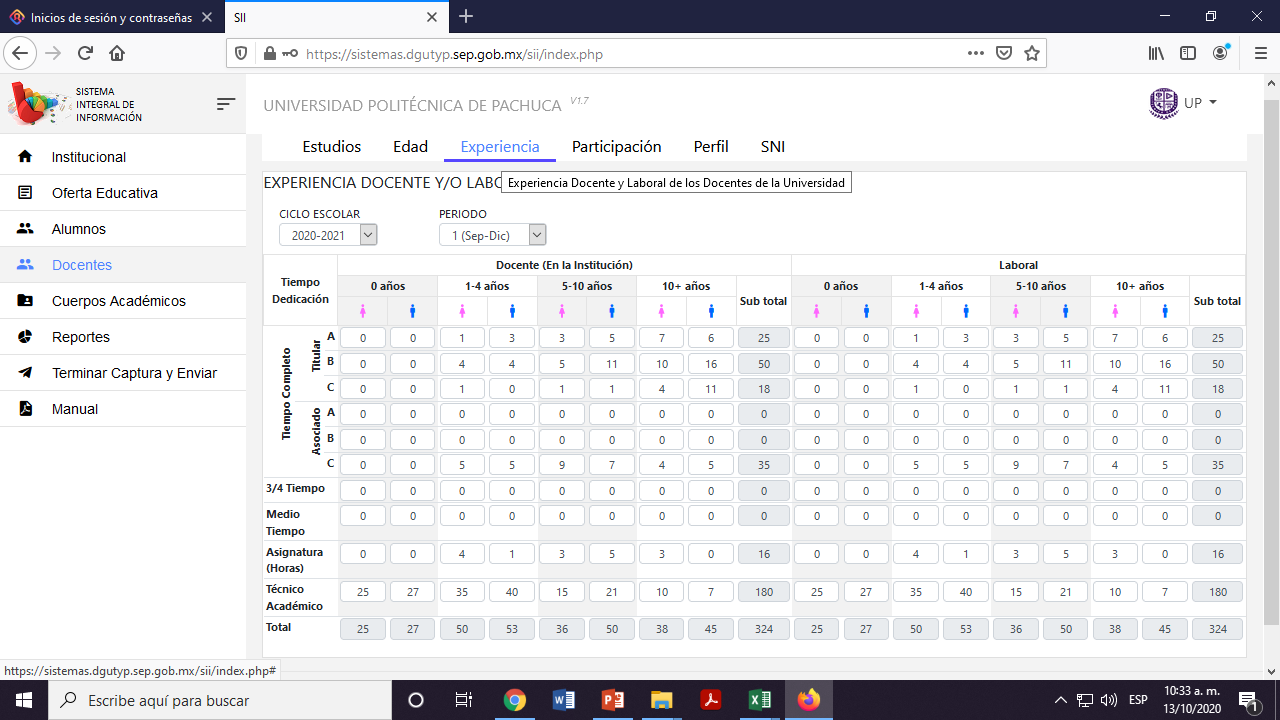 Inicios de sesión y contraseñas
SII
https://sistemas.dgutyp.sep.gob.mx/sii/index.php
SISTEMA
INTEGRAL DE
INFORMACIÓN
UNIVERSIDAD POLITÉCNICA DE PACHUCA V1.7
UP
Institucional
Oferta Educativa
Alumnos
Docentes
Cuerpos Académicos
Reportes
Terminar Captura y Enviar
Manual
Estudios Edad Experiencia Participación Perfil SNI
EXPERIENCIA DOCENTE Y/O
Experiencia Docente y Laboral de los Docentes de la Universidad
CICLO ESCOLAR PERIODO
2020-2021 1 (Sep-Dic)
Tiempo Dedicación Docente (En la Institución) Laboral
0 años 1-4 años 5-10 años 10+ años Sub total 0 años 1-4 años 5-10 años 10+ años Sub total
Tiempo Completo
Titular
A 0 0 1 3 3 5 7 6 25 0 0 1 3 3 5 7 6 25
B 0 0 4 4 5 11 10 16 50 0 0 4 4 5 11 10 16 50
C 0 0 1 0 1 1 4 11 18 0 0 1 0 1 1 4 11 18
Asociado
A 0 0 0 0 0 0 0 0 0 0 0 0 0 0 0 0 0 0
B 0 0 0 0 0 0 0 0 0 0 0 0 0 0 0 0 0 0
C 0 0 5 5 9 7 4 5 35 0 0 5 5 9 7 4 5 35
3/4 Tiempo 0 0 0 0 0 0 0 0 0 0 0 0 0 0 0 0 0 0
Medio Tiempo 0 0 0 0 0 0 0 0 0 0 0 0 0 0 0 0 0 0
Asignatura (Horas) 0 0 4 1 3 5 3 0 16 0 0 4 1 3 5 3 0 16
Técnico Académico 25 27 35 40 15 21 10 7 180 25 27 35 40 15 21 10 7 180
Total 25 27 50 53 36 50 38 45 324 25 27 50 53 36 50 38 45 324
https://sistemas.dgutyp.sep.gob.mx/sii/index.php#
Escribe aquí para buscar
ESP
10:33 a. m.
13/10/2020
1